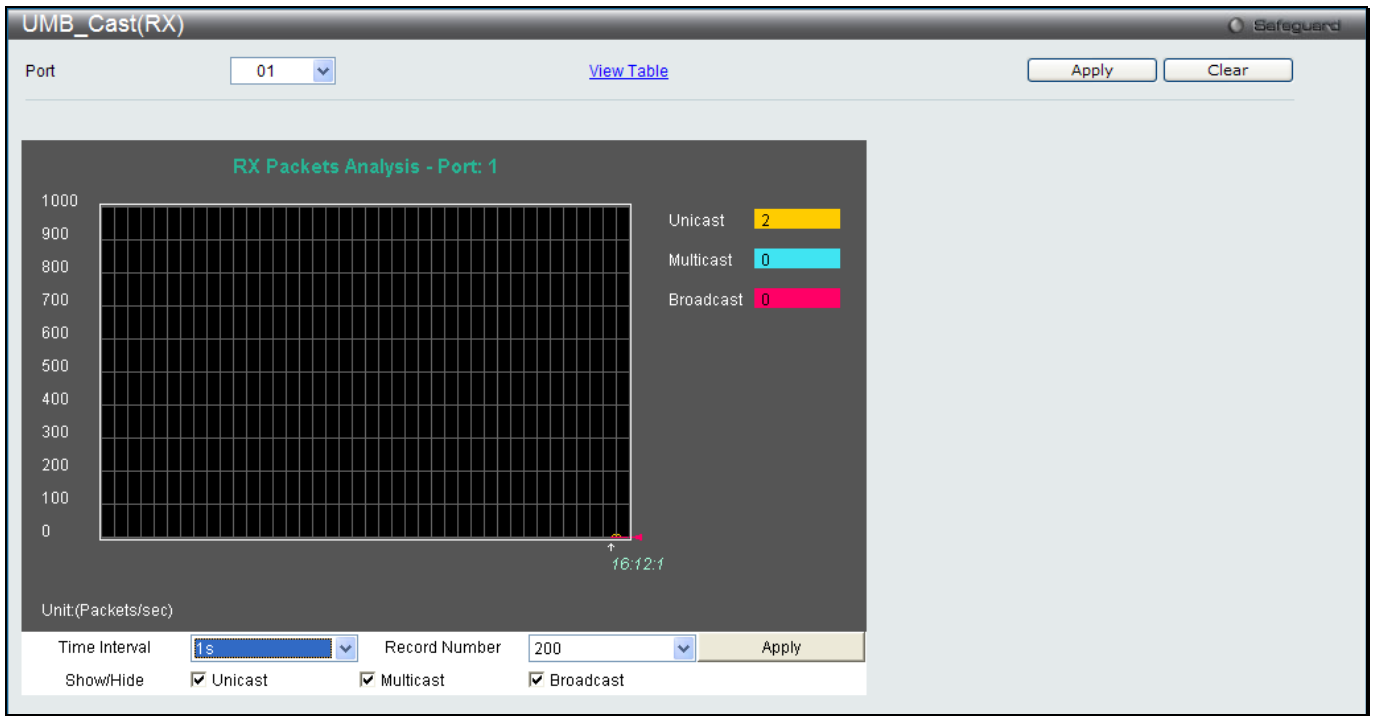 UMB_Cast(RX)
Safeguard
Port 01 View Table Apply Clear
RX Packets Analysis - Port: 1
1000
900
800
700
600
500
400
300
200
100
0
Unicast 2
Multicast 0
Broadcast 0
16:12:1
Unit:(Packets/sec)
Time Interval 1s Record Number 200 Apply
Show/Hide Unicast Multicast Broadcast